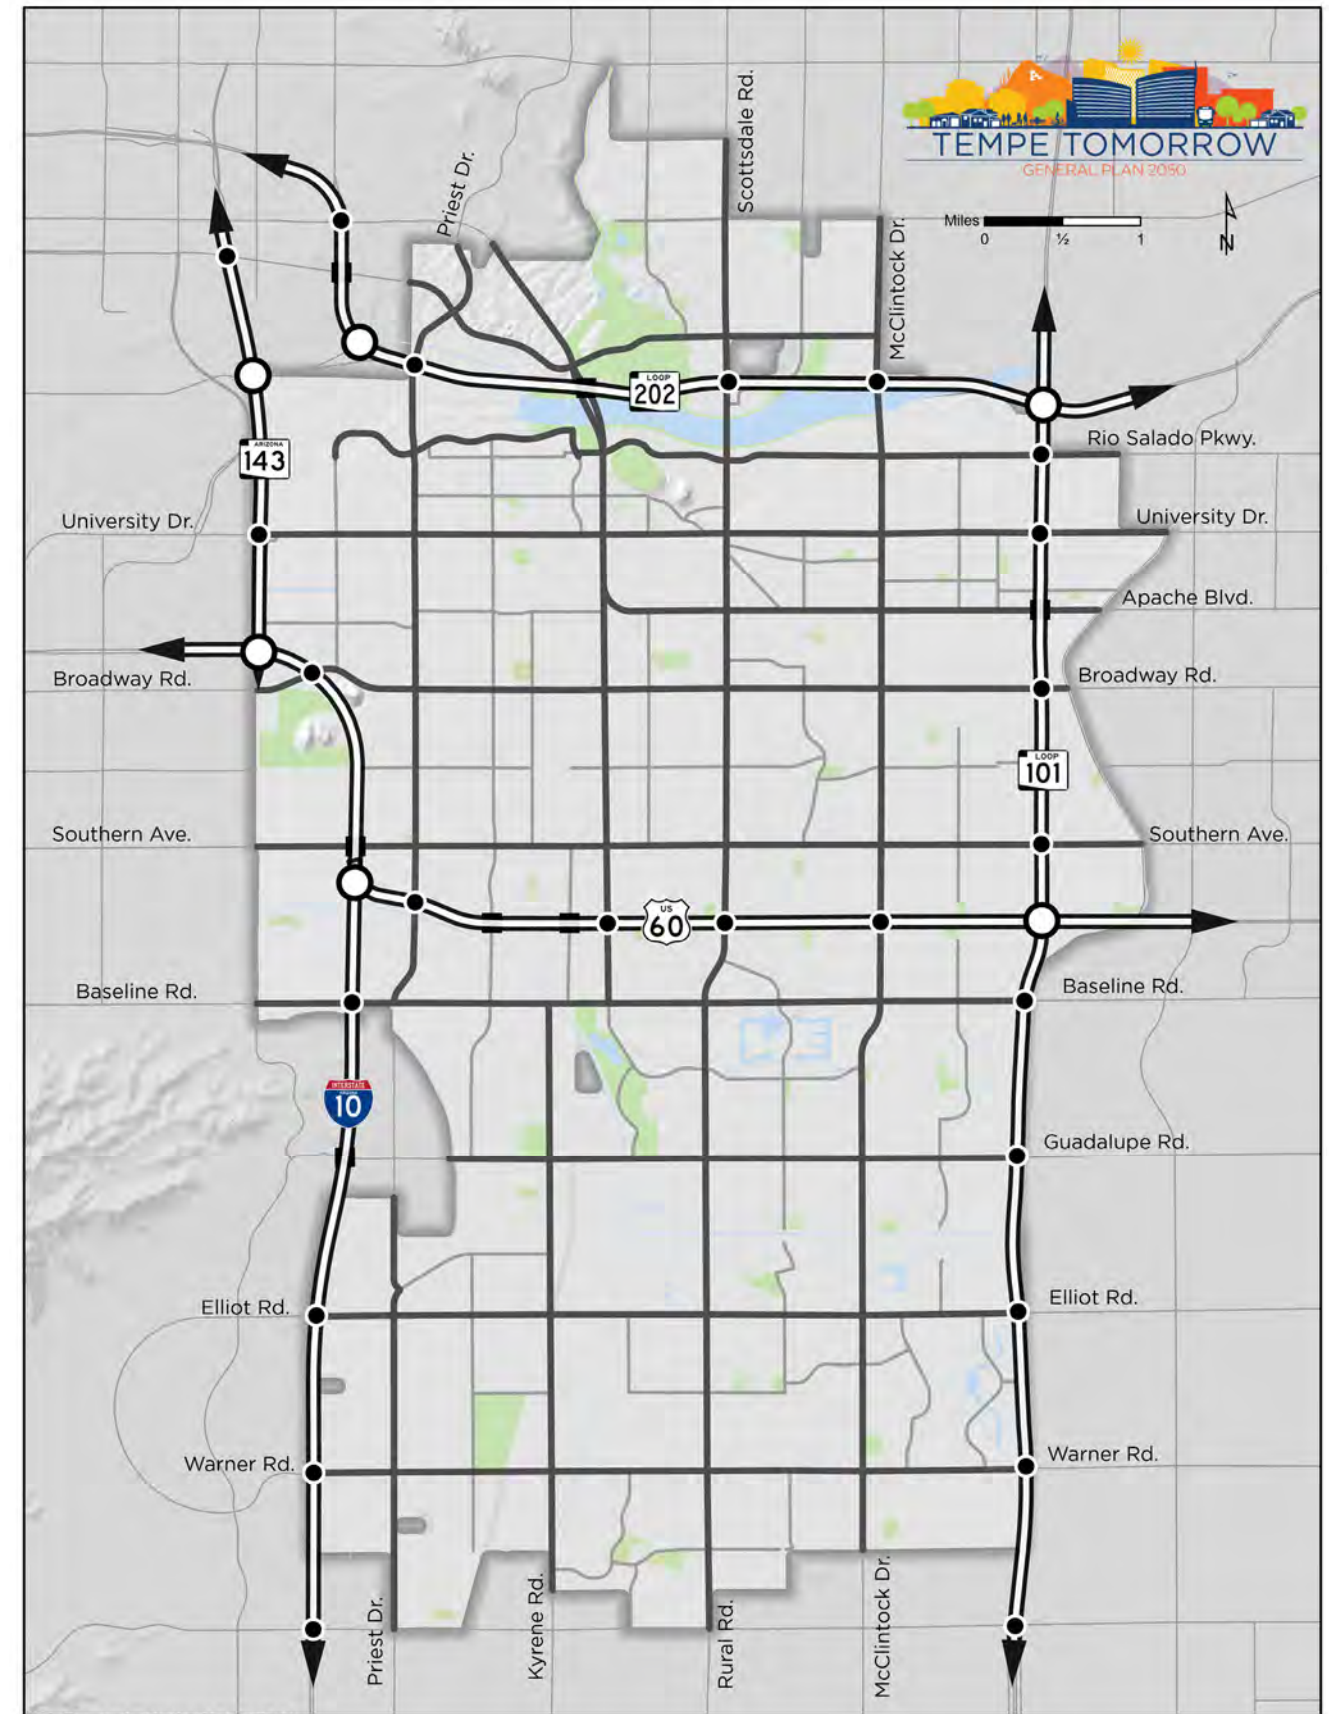 Scottsdale Rd.
TEMPE TOMORROW
GENERAL PLAN 2050
Priest Dr.
Miles
0 ½ 1
N
McClintock Dr.
LOOP
202
ARIZONA
143
Rio Salado Pkwy.
University Dr.
University Dr.
Apache Blvd.
Broadway Rd.
Broadway Rd.
LOOP
101
Southern Ave.
Southern Ave.
US
60
Baseline Rd.
Baseline Rd.
INTERSTATE
10
Guadalupe Rd.
Elliot Rd.
Elliot Rd.
Warner Rd.
Warner Rd.
Priest Dr.
Kyrene Rd.
Rural Rd.
McClintock Dr.